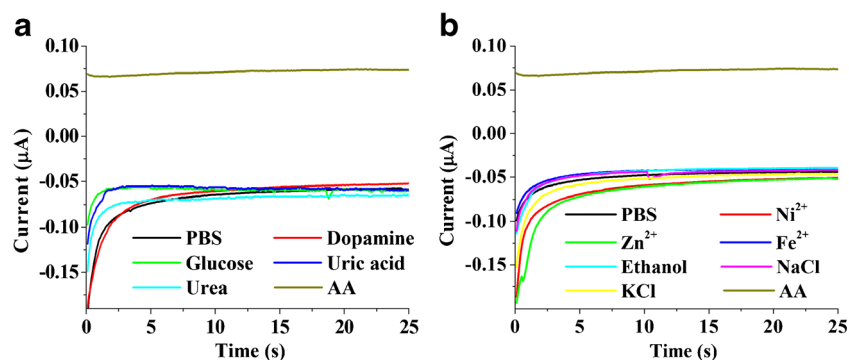 a
0.10
0.05
0.00
-0.05
-0.10
-0.15
Current (µA)
PBS Dopamine
Glucose Uric acid
Urea AA
0 5 10 15 20 25
Time (s)
b
0.10
0.05
0.00
-0.05
-0.10
-0.15
Current (µA)
PBS Ni²⁺
Zn²⁺ Fe²⁺
Ethanol NaCl
KCl AA
0 5 10 15 20 25
Time (s)